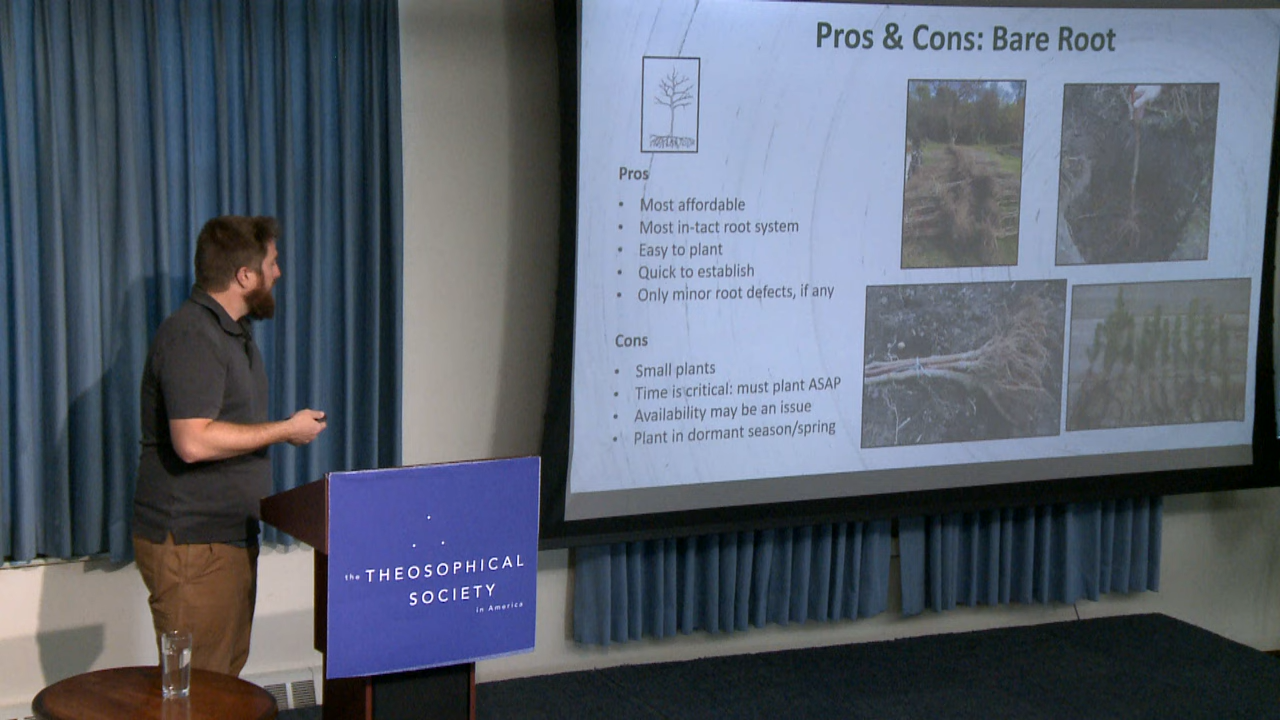 Pros & Cons: Bare Root
Pros
• Most affordable
• Most in-tact root system
• Easy to plant
• Quick to establish
• Only minor root defects, if any
Cons
• Small plants
• Time is critical: must plant ASAP
• Availability may be an issue
• Plant in dormant season/spring
the THEOSOPHICAL
SOCIETY
in America